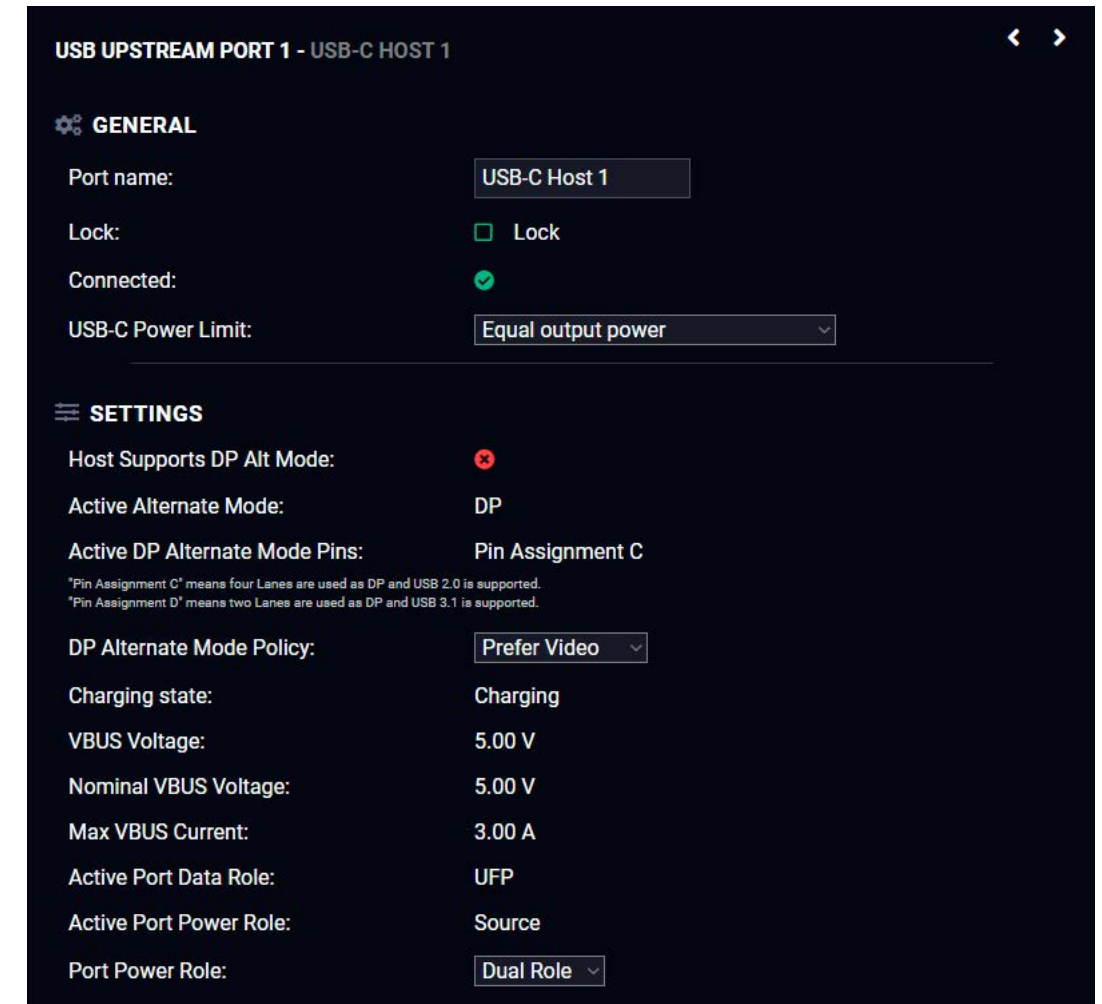 USB UPSTREAM PORT 1 - USB-C HOST 1
GENERAL
Port name: USB-C Host 1
Lock: Lock
Connected:
USB-C Power Limit: Equal output power
SETTINGS
Host Supports DP Alt Mode:
Active Alternate Mode: DP
Active DP Alternate Mode Pins: Pin Assignment C
"Pin Assignment C" means four Lanes are used as DP and USB 2.0 is supported.
"Pin Assignment D" means two Lanes are used as DP and USB 3.1 is supported.
DP Alternate Mode Policy: Prefer Video
Charging state: Charging
VBUS Voltage: 5.00 V
Nominal VBUS Voltage: 5.00 V
Max VBUS Current: 3.00 A
Active Port Data Role: UFP
Active Port Power Role: Source
Port Power Role: Dual Role